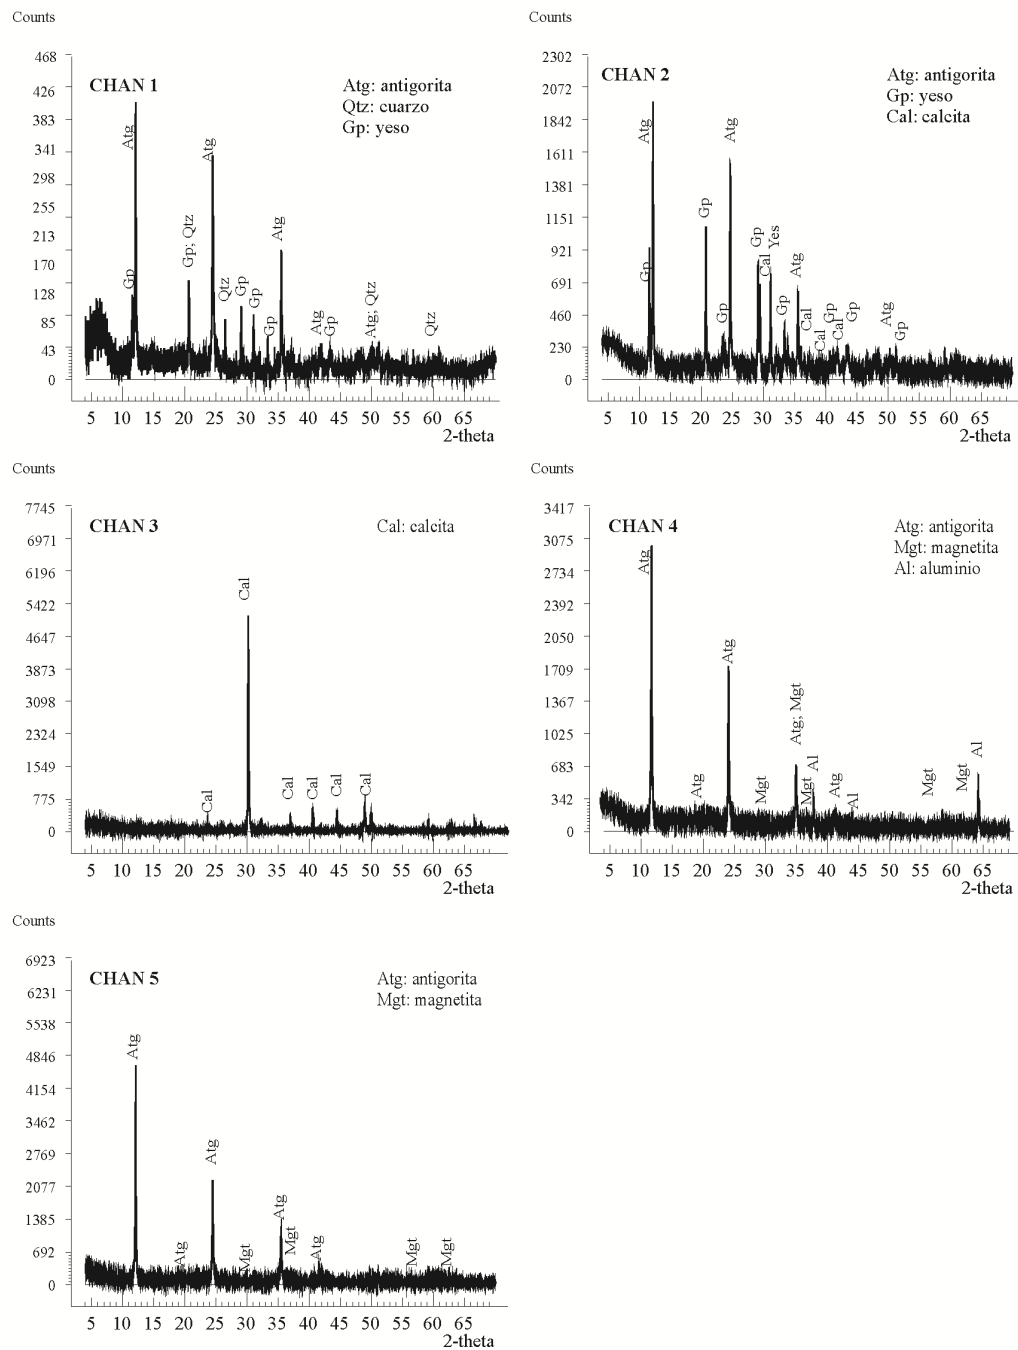 Counts
468
426
383
341
298
255
213
170
128
85
43
0
CHAN 1
Atg: antigorita
Qtz: cuarzo
Gp: yeso
Gp
Atg
Gp; Qtz
Atg
Qtz
Gp
Gp
Gp
Atg
Atg
Gp
Atg; Qtz
Qtz
5 10 15 20 25 30 35 40 45 50 55 60 65
2-theta
Counts
2302
2072
1842
1611
1381
1151
921
691
460
230
0
CHAN 2
Atg: antigorita
Gp: yeso
Cal: calcita
Gp
Atg
Gp
Gp
Atg
Gp
Cal
Yes
Gp
Atg
Cal
Cal
Gp
Cal
Gp
Atg
Gp
5 10 15 20 25 30 35 40 45 50 55 60 65
2-theta
Counts
7745
6971
6196
5422
4647
3873
3098
2324
1549
775
0
CHAN 3
Cal: calcita
Cal
Cal
Cal
Cal
Cal
Cal
5 10 15 20 25 30 35 40 45 50 55 60 65
2-theta
Counts
3417
3075
2734
2392
2050
1709
1367
1025
683
342
0
CHAN 4
Atg: antigorita
Mgt: magnetita
Al: aluminio
Atg
Atg
Atg
Mgt
Atg; Mgt
Mgt
Al
Atg
Al
Mgt
Mgt
Al
5 10 15 20 25 30 35 40 45 50 55 60 65
2-theta
Counts
6923
6231
5538
4846
4154
3462
2769
2077
1385
692
0
CHAN 5
Atg: antigorita
Mgt: magnetita
Atg
Atg
Atg
Mgt
Atg
Mgt
Atg
Mgt
Mgt
5 10 15 20 25 30 35 40 45 50 55 60 65
2-theta